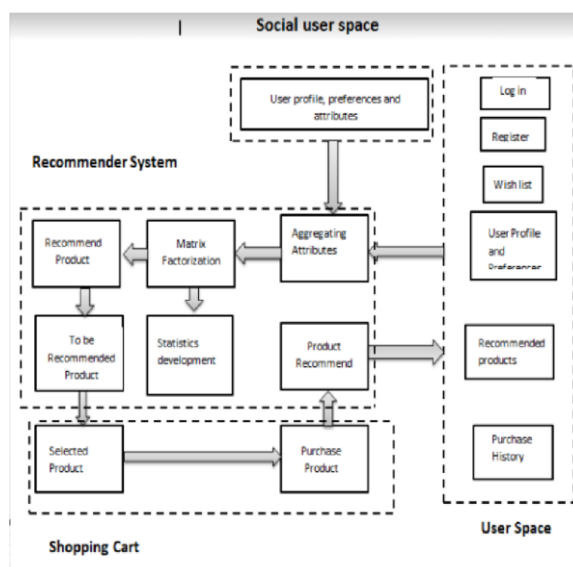 Social user space
User profile, preferences and
attributes
Log in
Register
Wish list
User Profile
and
Preferences
Recommended
products
Purchase
History
User Space
Recommender System
Recommend
Product
Matrix
Factorization
Aggregating
Attributes
To be
Recommended
Product
Statistics
development
Product
Recommend
Selected
Product
Purchase
Product
Shopping Cart